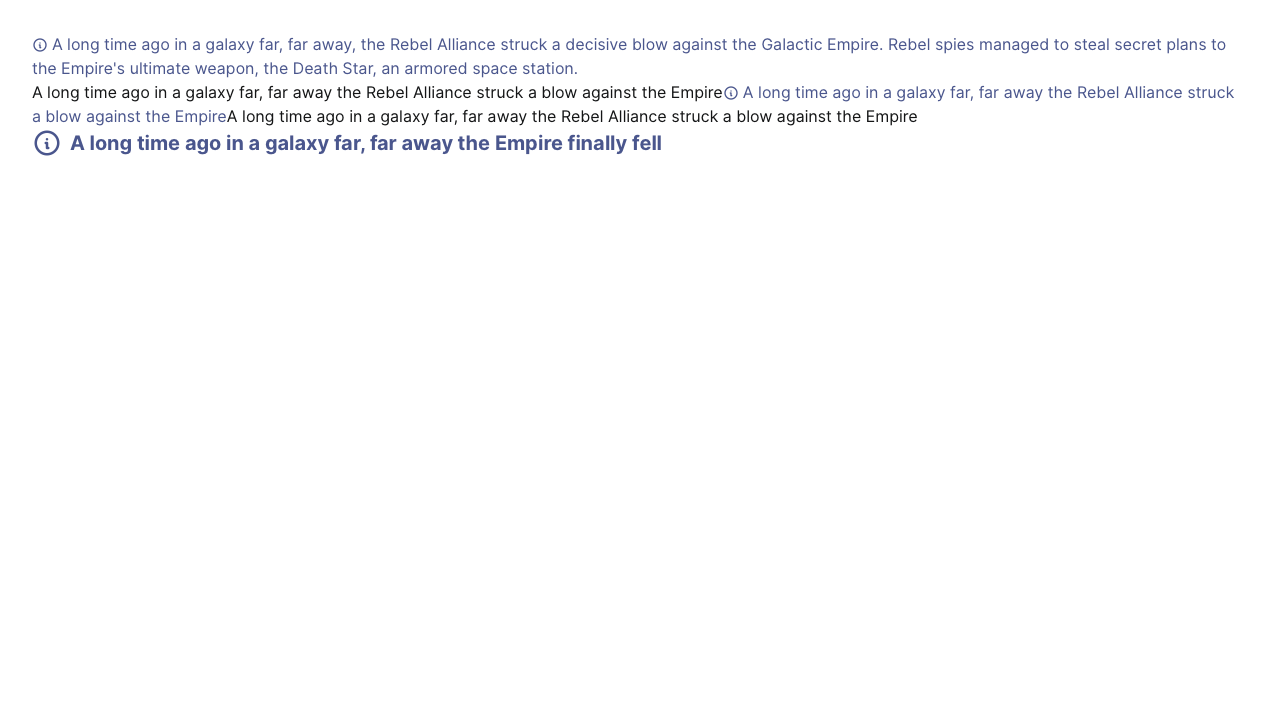 A long time ago in a galaxy far, far away, the Rebel Alliance struck a decisive blow against the Galactic Empire. Rebel spies managed to steal secret plans to
the Empire's ultimate weapon, the Death Star, an armored space station.
A long time ago in a galaxy far, far away the Rebel Alliance struck a blow against the Empire A long time ago in a galaxy far, far away the Rebel Alliance struck
a blow against the EmpireA long time ago in a galaxy far, far away the Rebel Alliance struck a blow against the Empire
A long time ago in a galaxy far, far away the Empire finally fell